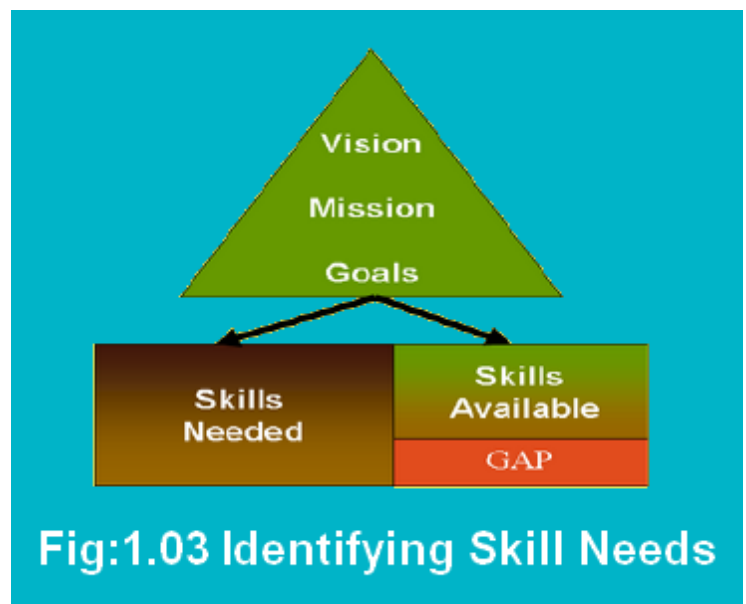 Vision
Mission
Goals
Skills
Needed
Skills
Available
GAP
Fig:1.03 Identifying Skill Needs